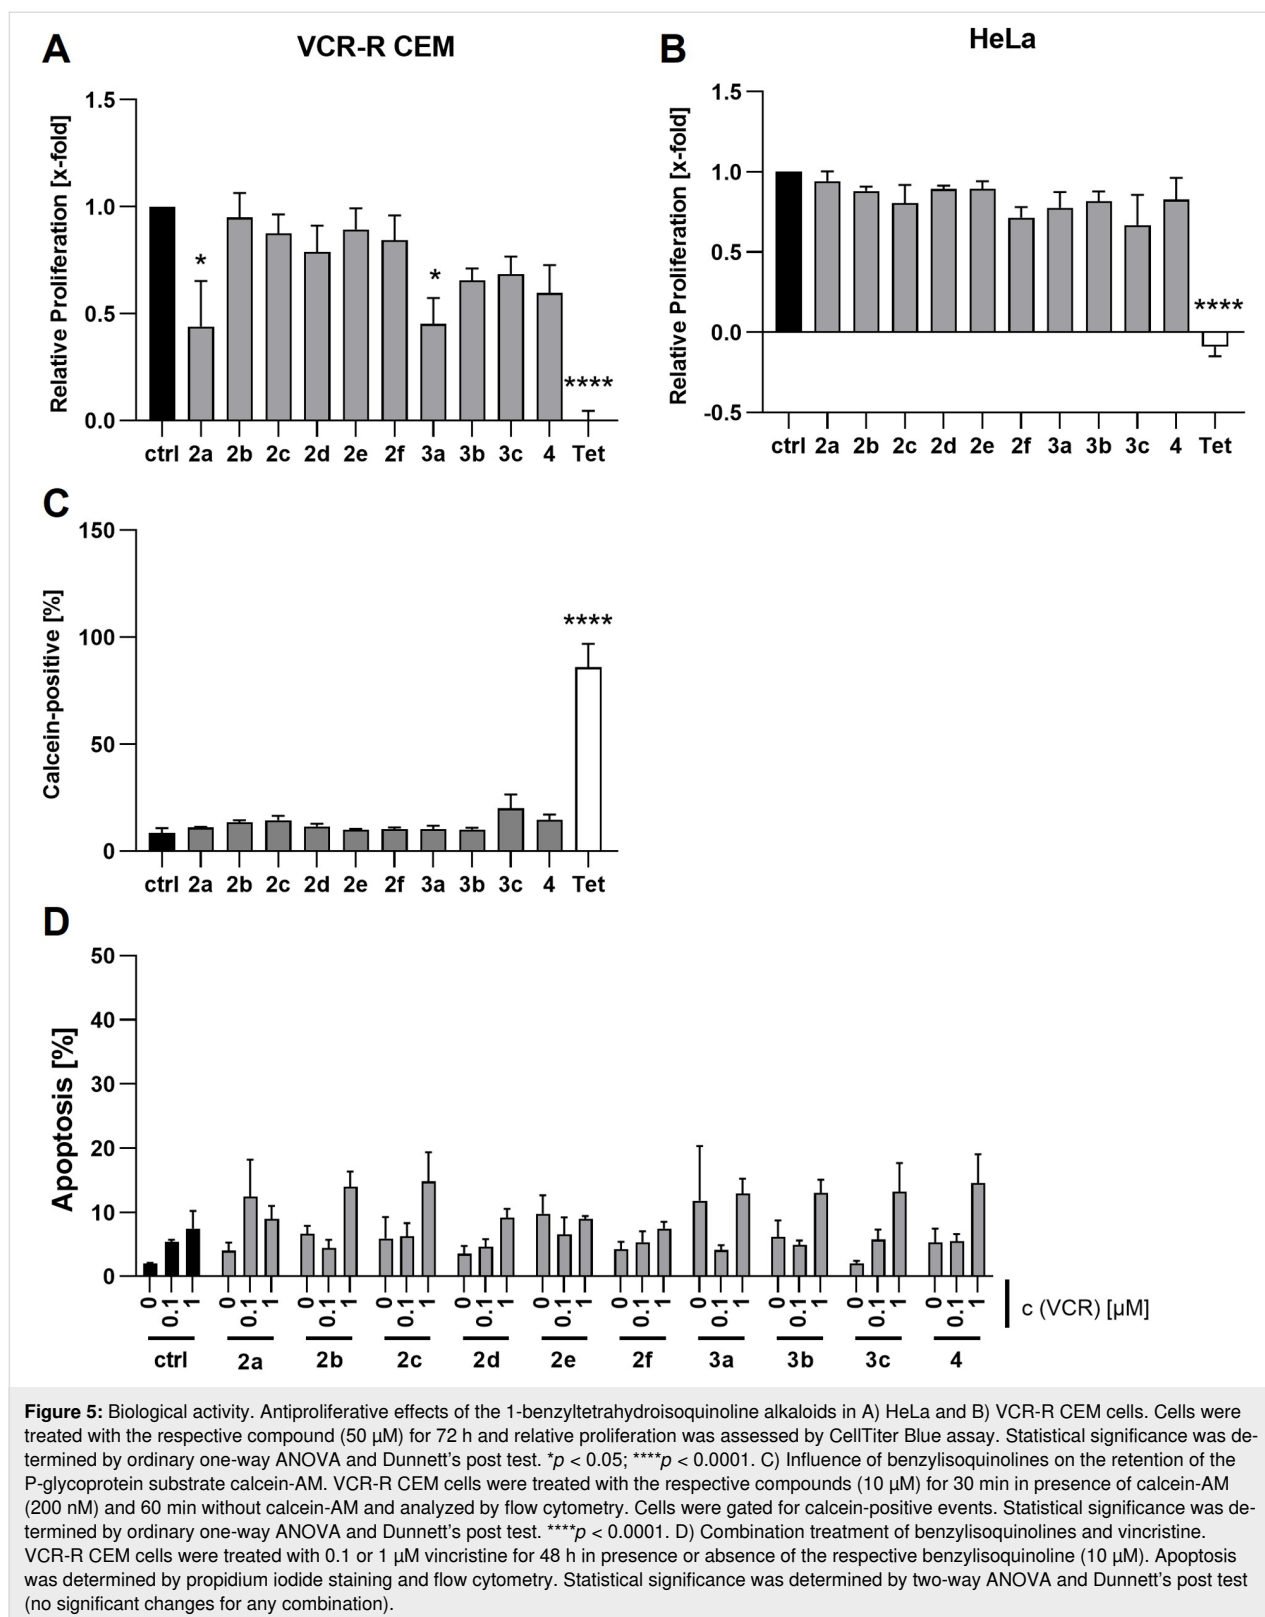 A
VCR-R CEM
Relative Proliferation [x-fold]
1.5
1.0
0.5
0.0
*
*
****
ctrl 2a 2b 2c 2d 2e 2f 3a 3b 3c 4 Tet
B
HeLa
Relative Proliferation [x-fold]
1.5
1.0
0.5
0.0
-0.5
****
ctrl 2a 2b 2c 2d 2e 2f 3a 3b 3c 4 Tet
C
Calcein-positive [%]
150
100
50
0
****
ctrl 2a 2b 2c 2d 2e 2f 3a 3b 3c 4 Tet
D
Apoptosis [%]
50
40
30
20
10
0
0 0.1 1 0 0.1 1 0 0.1 1 0 0.1 1 0 0.1 1 0 0.1 1 0 0.1 1 0 0.1 1 0 0.1 1 0 0.1 1 0 0.1 1
c (VCR) [µM]
ctrl 2a 2b 2c 2d 2e 2f 3a 3b 3c 4
Figure 5: Biological activity. Antiproliferative effects of the 1-benzyltetrahydroisoquinoline alkaloids in A) HeLa and B) VCR-R CEM cells. Cells were
treated with the respective compound (50 µM) for 72 h and relative proliferation was assessed by CellTiter Blue assay. Statistical significance was de-
termined by ordinary one-way ANOVA and Dunnett's post test. *p < 0.05; ****p < 0.0001. C) Influence of benzylisoquinolines on the retention of the
P-glycoprotein substrate calcein-AM. VCR-R CEM cells were treated with the respective compounds (10 µM) for 30 min in presence of calcein-AM
(200 nM) and 60 min without calcein-AM and analyzed by flow cytometry. Cells were gated for calcein-positive events. Statistical significance was de-
termined by ordinary one-way ANOVA and Dunnett's post test. ****p < 0.0001. D) Combination treatment of benzylisoquinolines and vincristine.
VCR-R CEM cells were treated with 0.1 or 1 µM vincristine for 48 h in presence or absence of the respective benzylisoquinoline (10 µM). Apoptosis
was determined by propidium iodide staining and flow cytometry. Statistical significance was determined by two-way ANOVA and Dunnett's post test
(no significant changes for any combination).